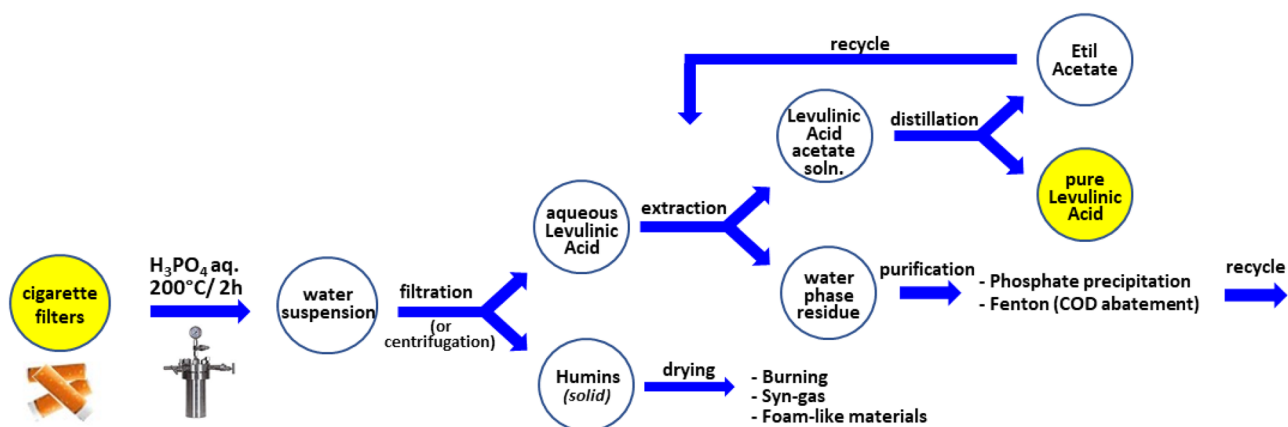 cigarette
filters
H₃PO₄ aq.
200°C/ 2h
water
suspension
filtration
(or
centrifugation)
aqueous
Levulinic
Acid
extraction
Humins
(solid)
drying
- Burning
- Syn-gas
- Foam-like materials
recycle
Levulinic
Acid
acetate
soln.
distillation
Etil
Acetate
pure
Levulinic
Acid
water
phase
residue
purification
- Phosphate precipitation
- Fenton (COD abatement)
recycle